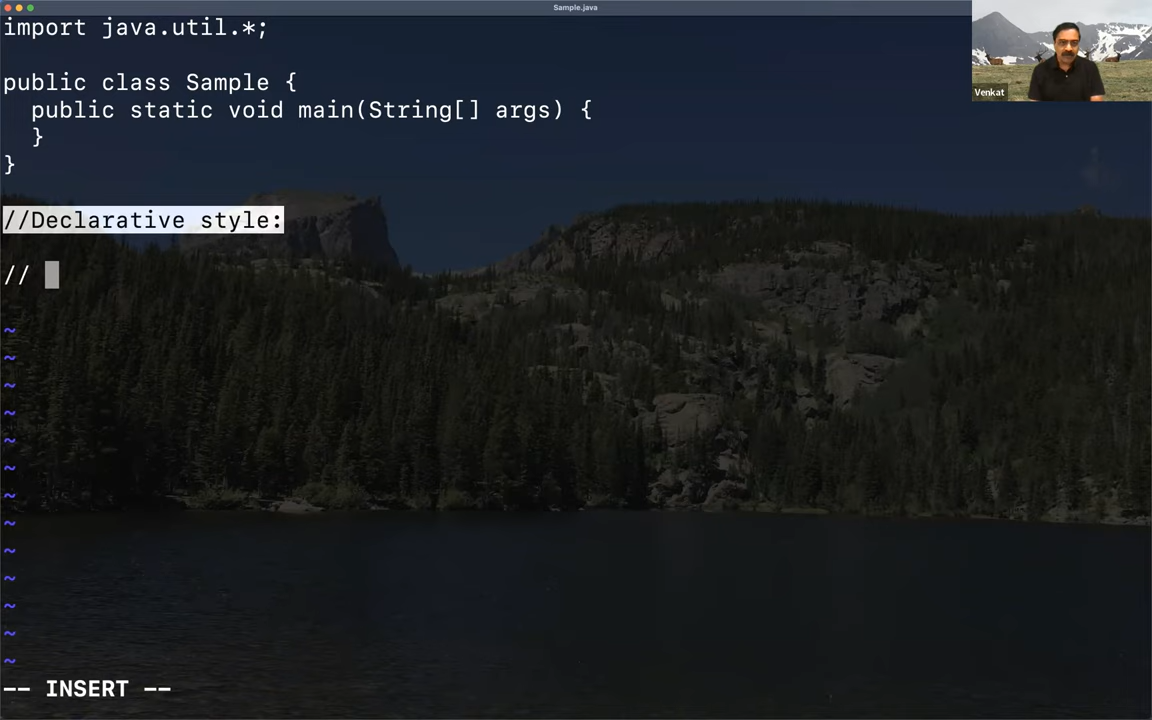 Sample.java
import java.util.*;
public class Sample {
  public static void main(String[] args) {
  }
}
//Declarative style:
//
~
~
~
~
~
~
~
~
~
~
~
~
~
-- INSERT --
Venkat